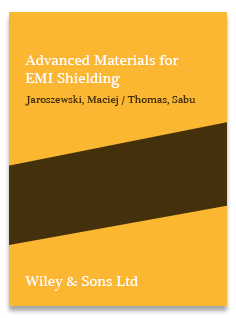 Advanced Materials for
EMI Shielding
Jaroszewski, Maciej / Thomas, Sabu
Wiley & Sons Ltd